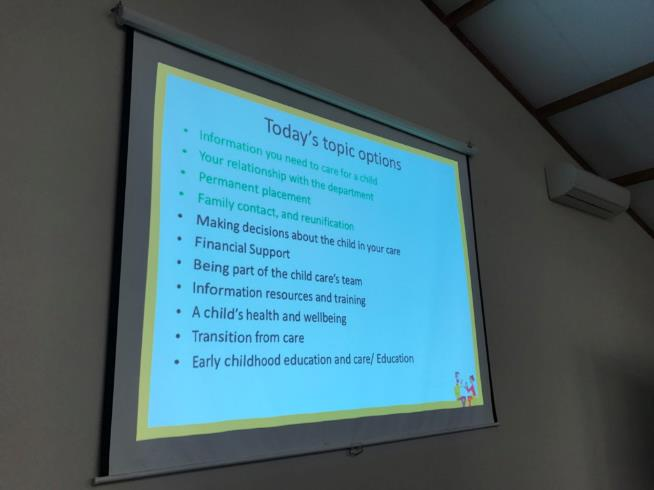 Today's topic options
• Information you need to care for a child
• Your relationship with the department
• Permanent placement
• Family contact, and reunification
• Making decisions about the child in your care
• Financial Support
• Being part of the child care's team
• Information resources and training
• A child's health and wellbeing
• Transition from care
• Early childhood education and care/ Education